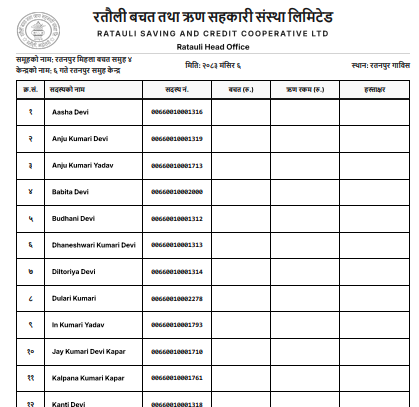 रतौली बचत तथा ऋण सहकारी संस्था लिमिटेड
RATAULI SAVING AND CREDIT COOPERATIVE LTD
Ratauli Head Office
समूहको नाम: रतनपुर मिहला बचत समुह ४
केन्द्रको नाम: ६ गते रतनपुर समुह केन्द्र
मिति: २०८३ मंसिर ६
स्थान: रतनपुर गाविस
क्र.सं. सदस्यको नाम सदस्य नं. बचत (रु.) ऋण रकम (रु.) हस्ताक्षर
१ Aasha Devi 00660010001316
२ Anju Kumari Devi 00660010001319
३ Anju Kumari Yadav 00660010001713
४ Babita Devi 00660010002000
५ Budhani Devi 00660010001312
६ Dhaneshwari Kumari Devi 00660010001313
७ Diltoriya Devi 00660010001314
८ Dulari Kumari 00660010002278
९ In Kumari Yadav 00660010001793
१० Jay Kumari Devi Kapar 00660010001710
११ Kalpana Kumari Kapar 00660010001761
१२ Kanti Devi 00660010001318